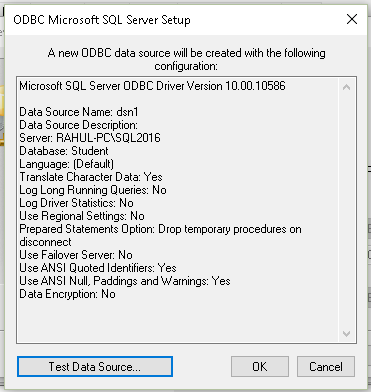 ODBC Microsoft SQL Server Setup
A new ODBC data source will be created with the following
configuration:
Microsoft SQL Server ODBC Driver Version 10.00.10586
Data Source Name: dsn1
Data Source Description:
Server: RAHUL-PC\SQL2016
Database: Student
Language: (Default)
Translate Character Data: Yes
Log Long Running Queries: No
Log Driver Statistics: No
Use Regional Settings: No
Prepared Statements Option: Drop temporary procedures on
disconnect
Use Failover Server: No
Use ANSI Quoted Identifiers: Yes
Use ANSI Null, Paddings and Warnings: Yes
Data Encryption: No
Test Data Source...
OK
Cancel